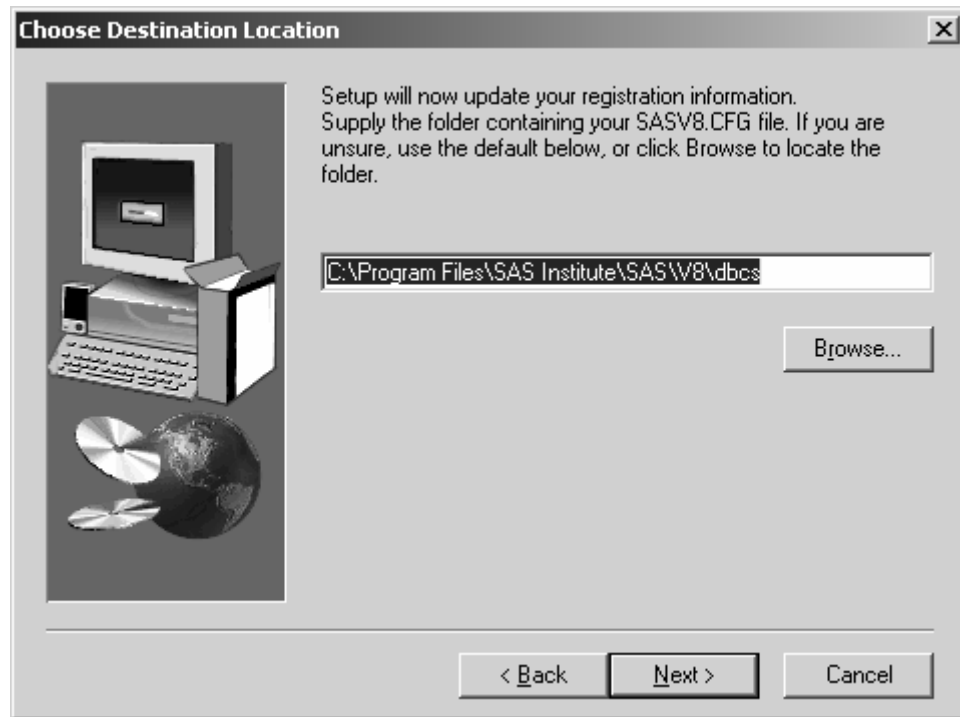 Choose Destination Location
Setup will now update your registration information.
Supply the folder containing your SASV8.CFG file. If you are
unsure, use the default below, or click Browse to locate the
folder.
C:\Program Files\SAS Institute\SAS\V8\dbcs
Browse...
< Back
Next >
Cancel